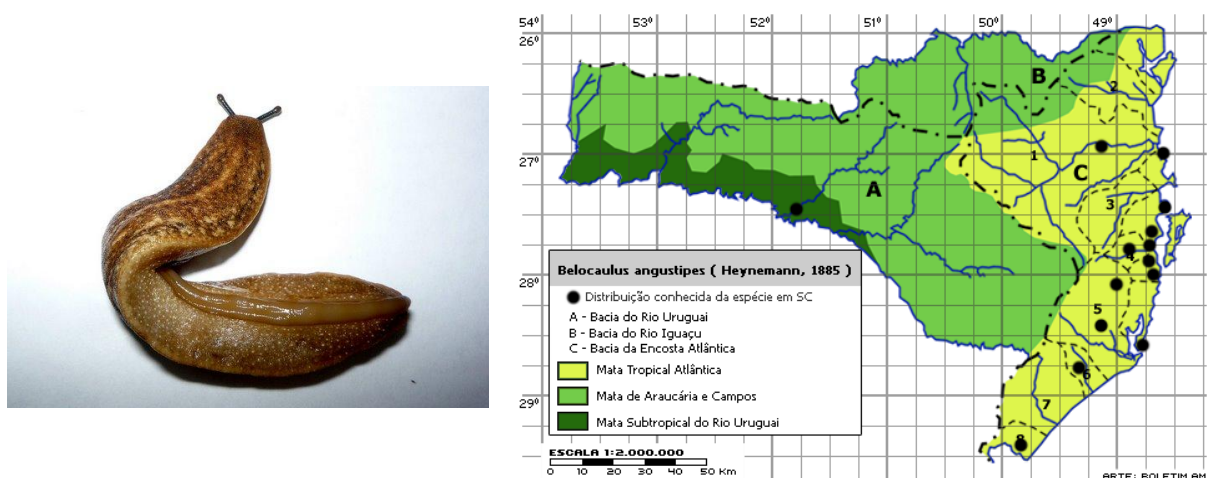 54º 53º 52º 51º 50º 49º
26º
B
2
27º
1
C
A
3
4
28º
5
6
29º
7
8
Belocaulus angustipes ( Heynemann, 1885 )
Distribuição conhecida da espécie em SC
A - Bacia do Rio Uruguai
B - Bacia do Rio Iguaçu
C - Bacia da Encosta Atlântica
Mata Tropical Atlântica
Mata de Araucária e Campos
Mata Subtropical do Rio Uruguai
ESCALA 1:2.000.000
0 10 20 30 40 50 Km
ARTE: BOLETIM AM